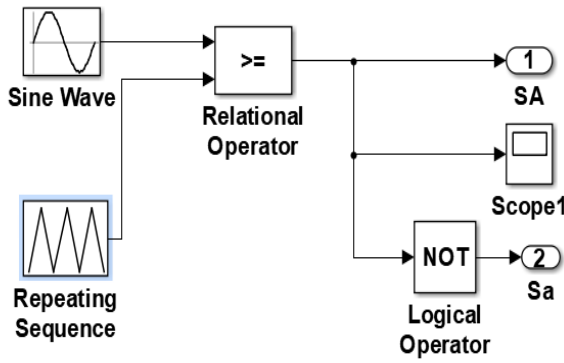 Sine Wave
>=
Relational
Operator
1
SA
Scope1
Repeating
Sequence
NOT
Logical
Operator
2
Sa